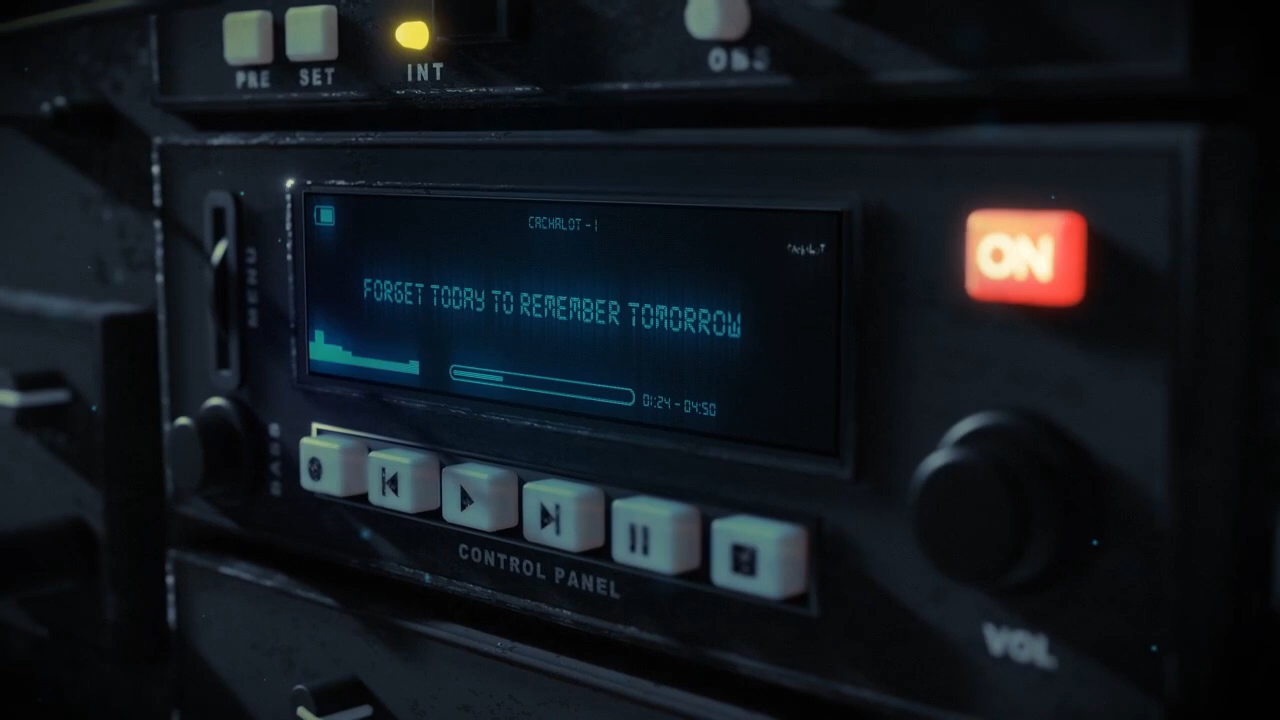 PRE SET INT
CACHALOT-1
MENU
ON
FORGET TODAY TO REMEMBER TOMORROW
01:24 - 04:50
BASS
CONTROL PANEL
VOL